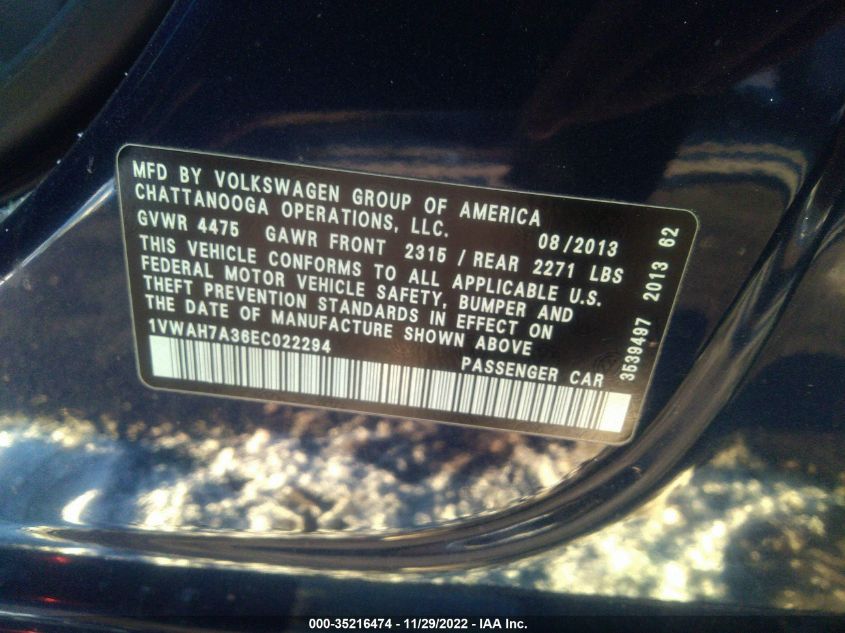 MFD BY VOLKSWAGEN GROUP OF AMERICA
CHATTANOOGA OPERATIONS, LLC.
08/2013
GVWR 4475 GAWR FRONT 2315 / REAR 2271 LBS
THIS VEHICLE CONFORMS TO ALL APPLICABLE U.S.
FEDERAL MOTOR VEHICLE SAFETY, BUMPER AND
THEFT PREVENTION STANDARDS IN EFFECT ON
THE DATE OF MANUFACTURE SHOWN ABOVE
1VWAH7A36EC022294
PASSENGER CAR
3539497 2013 62
000-35216474 - 11/29/2022 - IAA Inc.